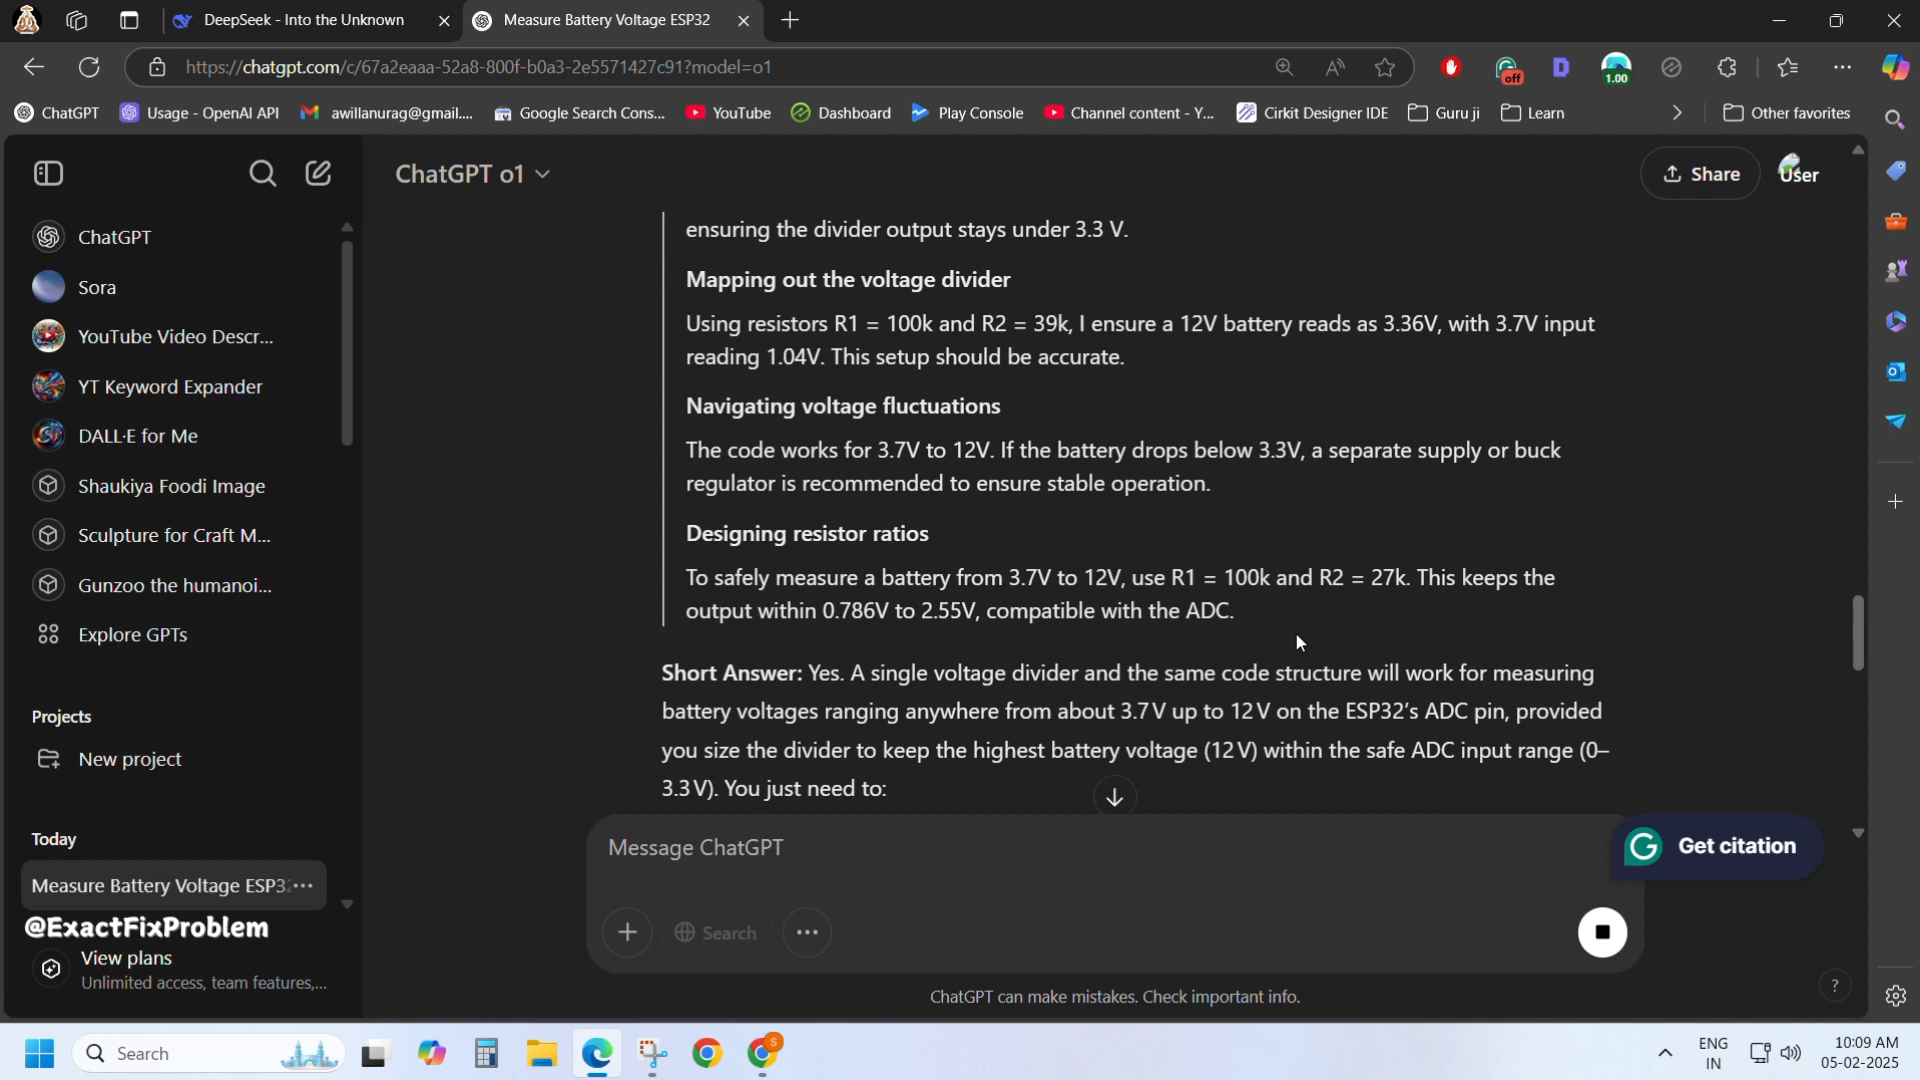 DeepSeek - Into the Unknown
Measure Battery Voltage ESP32
https://chatgpt.com/c/67a2eaaa-52a8-800f-b0a3-2e5571427c91?model=o1
off
D
1.00
ChatGPT
Usage - OpenAI API
awillanurag@gmail....
Google Search Cons...
YouTube
Dashboard
Play Console
Channel content - Y...
Cirkit Designer IDE
Guru ji
Learn
Other favorites
ChatGPT o1
Share
User
ChatGPT
Sora
YouTube Video Descr...
YT Keyword Expander
DALL·E for Me
Shaukiya Foodi Image
Sculpture for Craft M...
Gunzoo the humanoi...
Explore GPTs
Projects
New project
Today
Measure Battery Voltage ESP3
@ExactFixProblem
View plans
Unlimited access, team features,...
ensuring the divider output stays under 3.3 V.
Mapping out the voltage divider
Using resistors R1 = 100k and R2 = 39k, I ensure a 12V battery reads as 3.36V, with 3.7V input
reading 1.04V. This setup should be accurate.
Navigating voltage fluctuations
The code works for 3.7V to 12V. If the battery drops below 3.3V, a separate supply or buck
regulator is recommended to ensure stable operation.
Designing resistor ratios
To safely measure a battery from 3.7V to 12V, use R1 = 100k and R2 = 27k. This keeps the
output within 0.786V to 2.55V, compatible with the ADC.
Short Answer: Yes. A single voltage divider and the same code structure will work for measuring
battery voltages ranging anywhere from about 3.7 V up to 12 V on the ESP32’s ADC pin, provided
you size the divider to keep the highest battery voltage (12 V) within the safe ADC input range (0–
3.3 V). You just need to:
Message ChatGPT
Search
Get citation
ChatGPT can make mistakes. Check important info.
?
Search
S
ENG
IN
10:09 AM
05-02-2025